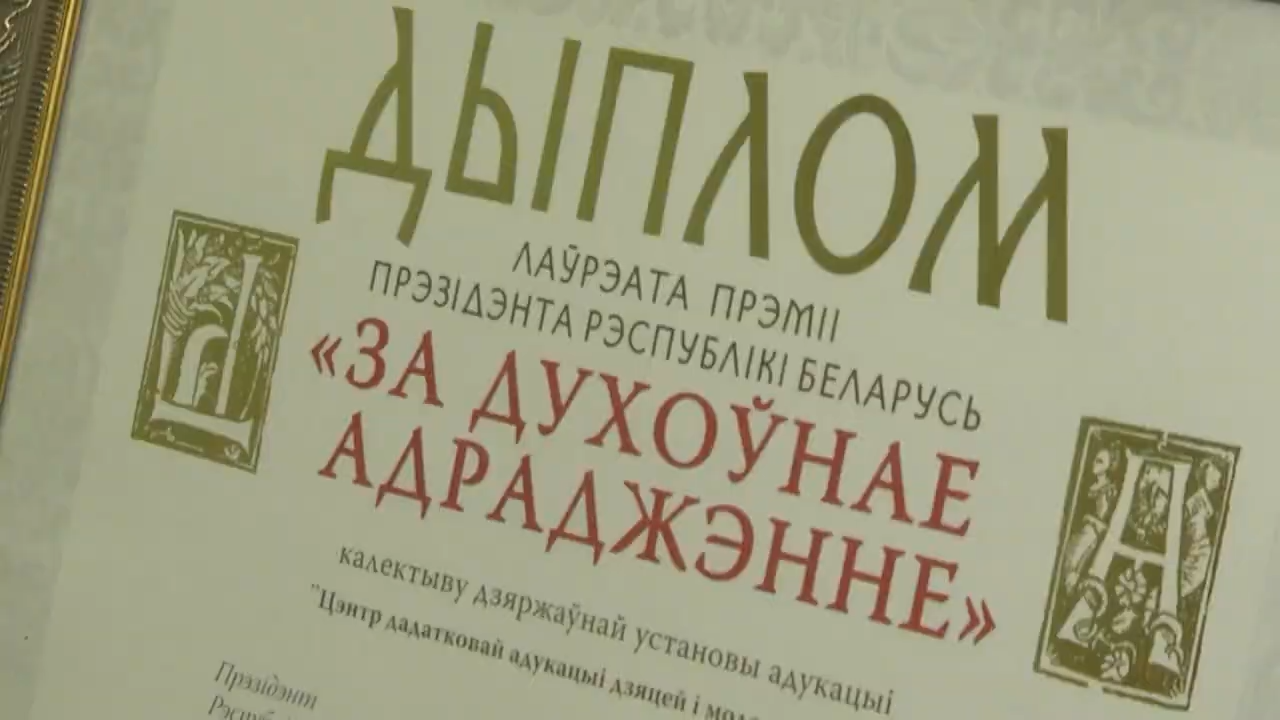 ДЫПЛОМ
ЛАЎРЭАТА ПРЭМІІ
ПРЭЗІДЭНТА РЭСПУБЛІКІ БЕЛАРУСЬ
«ЗА ДУХОЎНАЕ
АДРАДЖЭННЕ»
калектыву дзяржаўнай установы адукацыі
"Цэнтр дадатковай адукацыі дзяцей і
Прэзідэнт